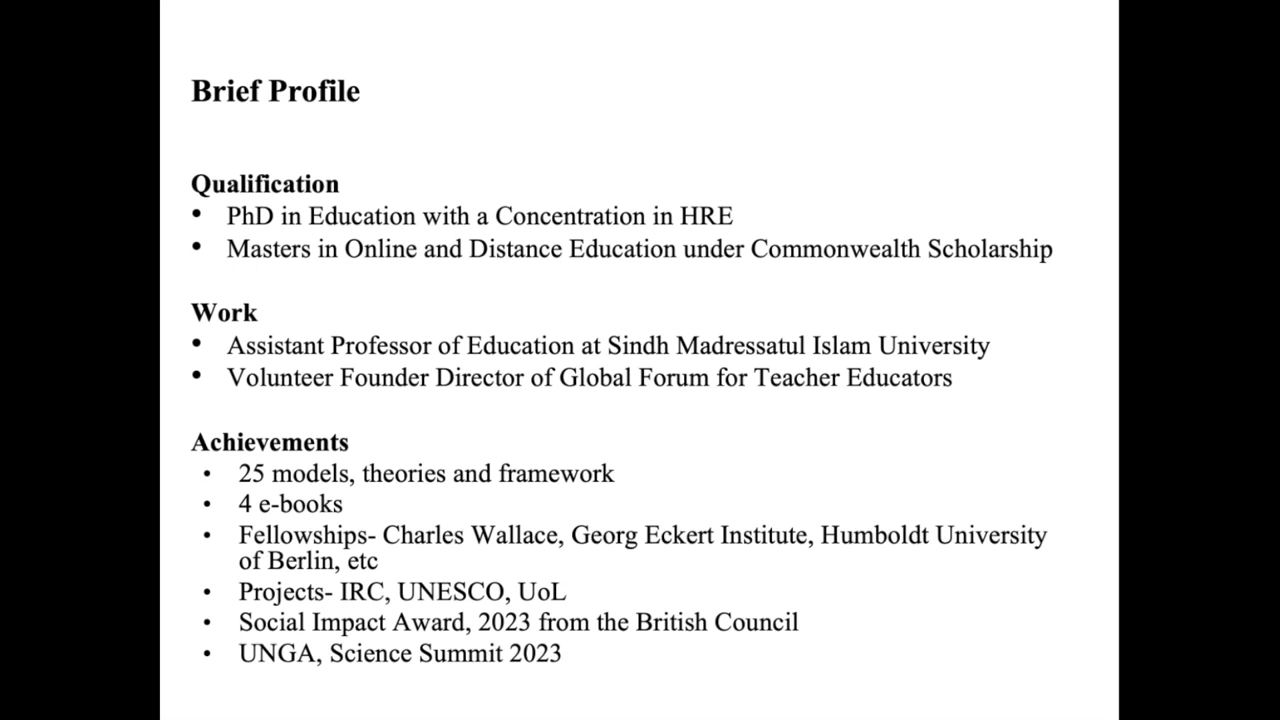 Brief Profile
Qualification
• PhD in Education with a Concentration in HRE
• Masters in Online and Distance Education under Commonwealth Scholarship
Work
• Assistant Professor of Education at Sindh Madressatul Islam University
• Volunteer Founder Director of Global Forum for Teacher Educators
Achievements
• 25 models, theories and framework
• 4 e-books
• Fellowships- Charles Wallace, Georg Eckert Institute, Humboldt University
of Berlin, etc
• Projects- IRC, UNESCO, UoL
• Social Impact Award, 2023 from the British Council
• UNGA, Science Summit 2023